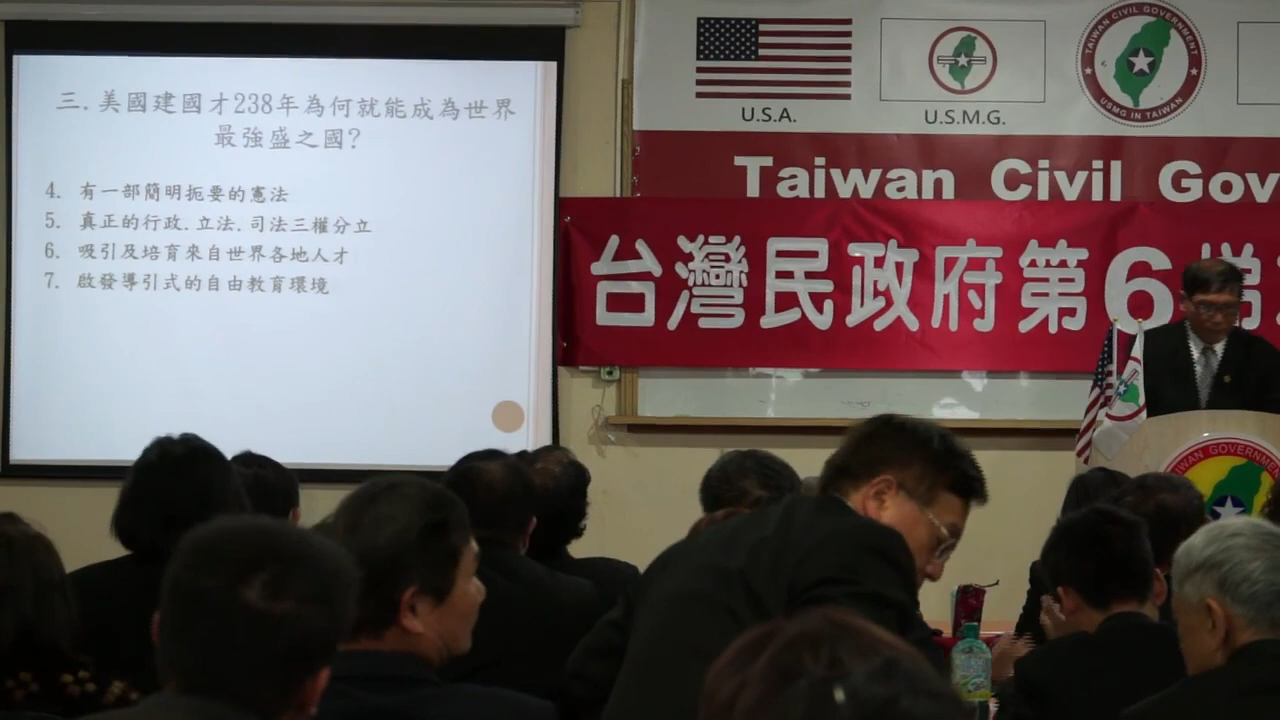 三.美國建國才238年為何就能成為世界
最強盛之國?
4. 有一部簡明扼要的憲法
5. 真正的行政.立法.司法三權分立
6. 吸引及培育來自世界各地人才
7. 啟發導引式的自由教育環境
U.S.A.
U.S.M.G.
TAIWAN CIVIL GOVERNMENT
USMG IN TAIWAN
Taiwan Civil Gov
台灣民政府第6梯
TAIWAN GOVERNMENT